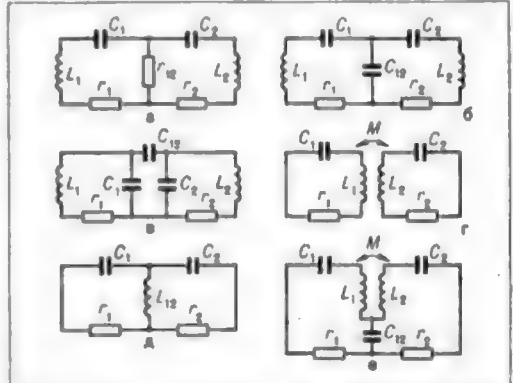 C₁ C₂
L₁ r₁₂ L₂
r₁ r₂
а
C₁ C₂
L₁ C₁₂ L₂
r₁ r₂
б
C₁₂
L₁ C₁ C₂ L₂
r₁ r₂
в
M
C₁ C₂
L₁ L₂
r₁ r₂
г
C₁ C₂
L₁₂
r₁ r₂
д
M
C₁ C₂
L₁ L₂
C₁₂
r₁ r₂
е